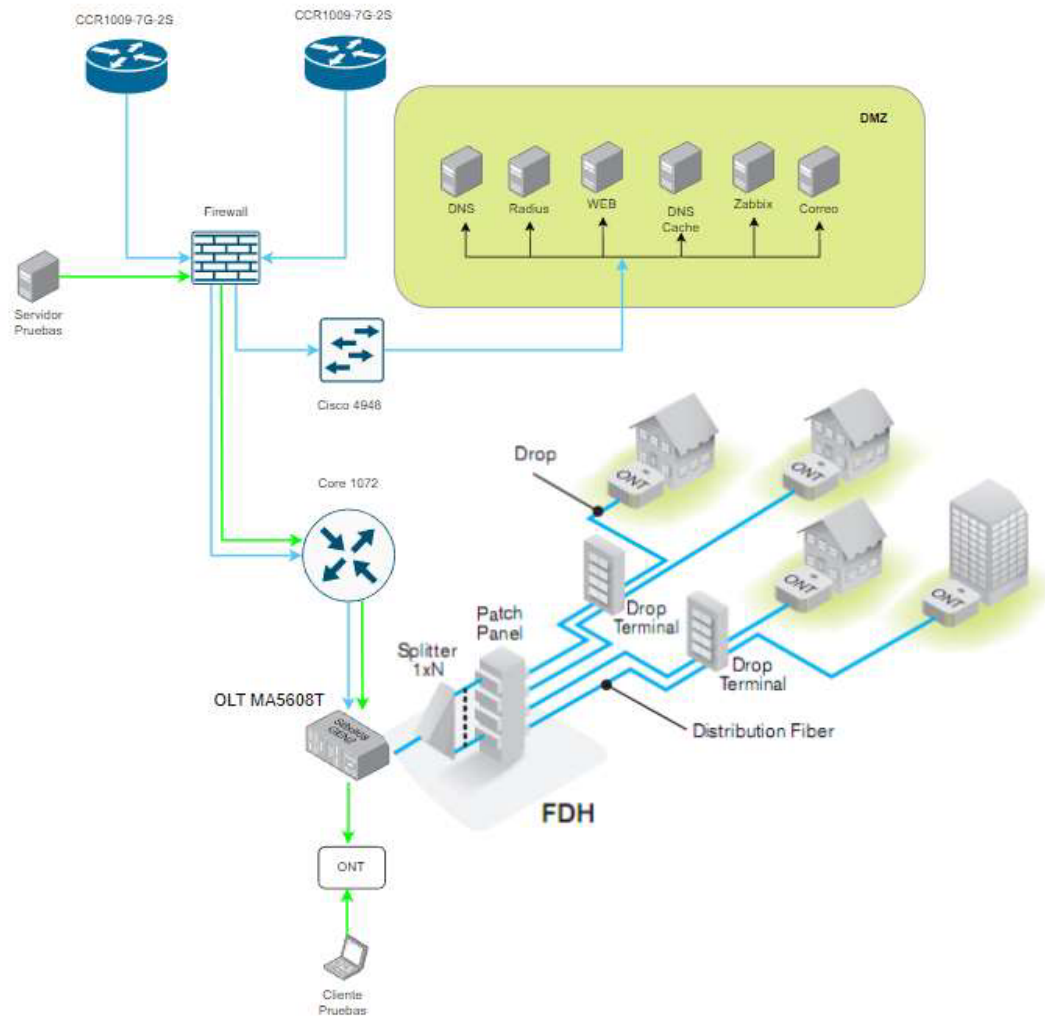 CCR1009-7G-2S
CCR1009-7G-2S
DMZ
DNS
Radius
WEB
DNS
Cache
Zabbix
Correo
Firewall
Servidor
Pruebas
Cisco 4948
Core 1072
Drop
ONT
ONT
ONT
ONT
Drop
Terminal
Drop
Terminal
Patch
Panel
Splitter
1xN
OLT MA5608T
Distribution Fiber
FDH
ONT
Cliente
Pruebas